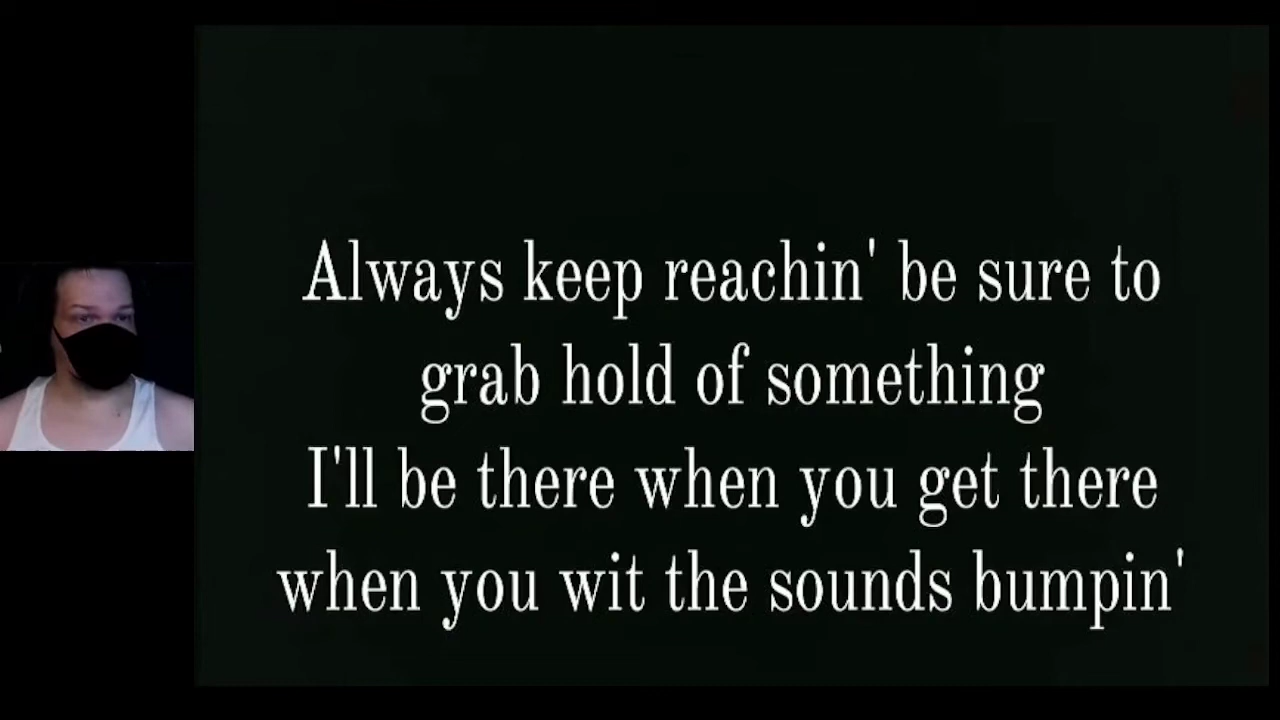 Always keep reachin' be sure to
grab hold of something
I'll be there when you get there
when you wit the sounds bumpin'